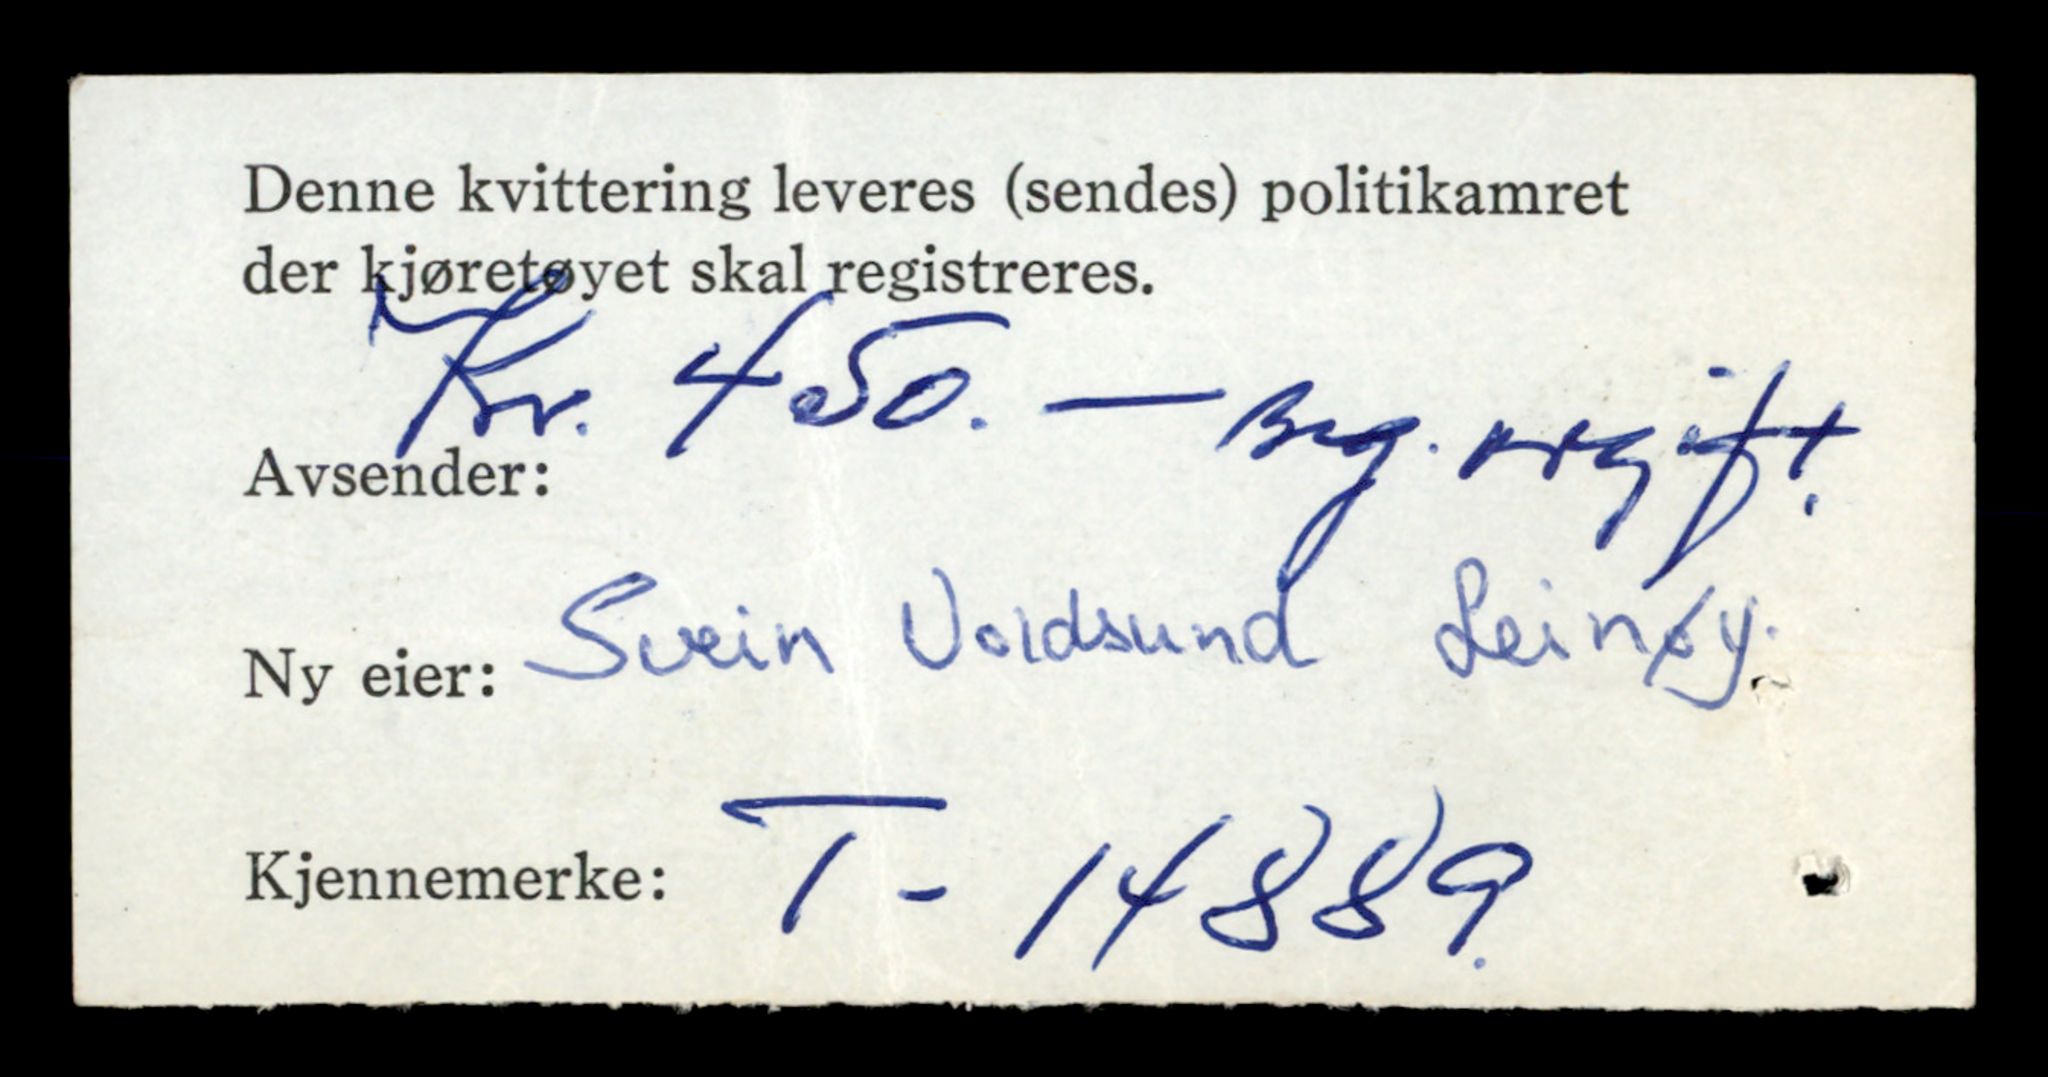 Denne kvittering leveres (sendes) politikamret
der kjøretøyet skal registreres.
Kr. 450.— avgift.
Avsender:
Ny eier: Svein Voldsund Leinøy.
Kjennemerke: T- 14889.